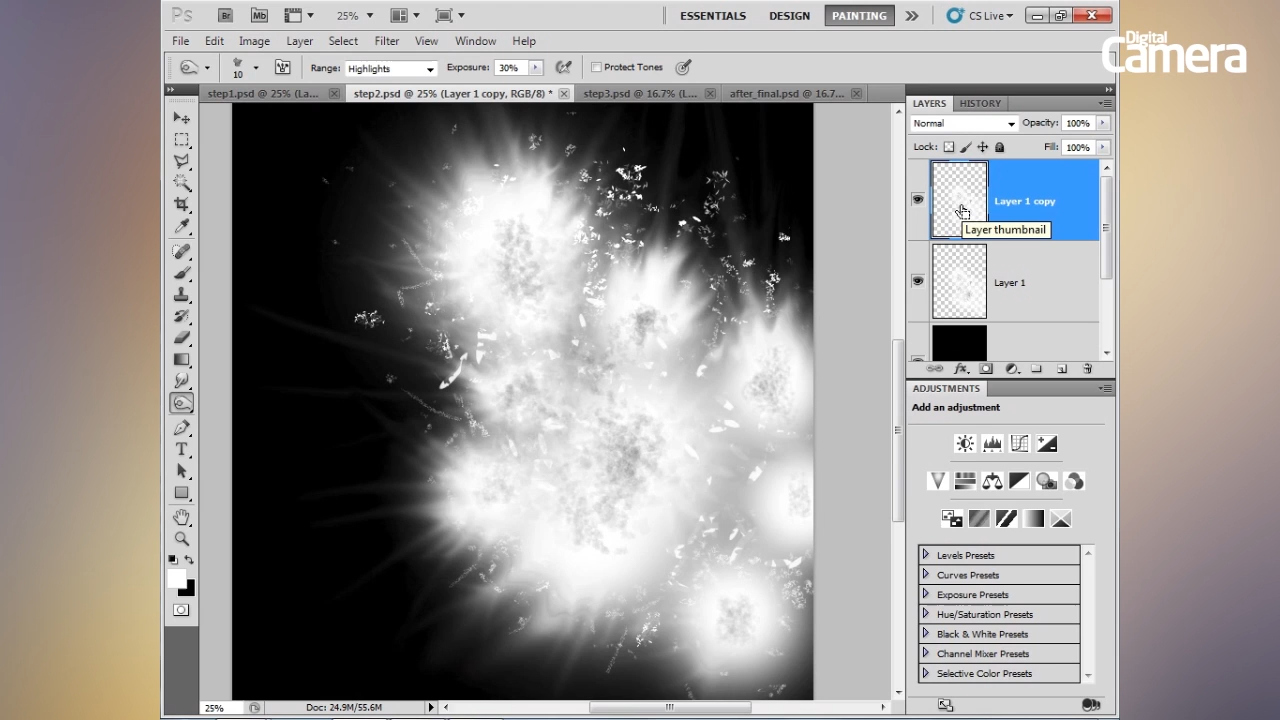 Ps Br Mb 25% ESSENTIALS DESIGN PAINTING CS Live
Digital
Camera
File Edit Image Layer Select Filter View Window Help
10 Range: Highlights Exposure: 30% Protect Tones
step1.psd @ 25% (La... step2.psd @ 25% (Layer 1 copy, RGB/8) * step3.psd @ 16.7% (L... after_final.psd @ 16.7...
LAYERS HISTORY
Normal Opacity: 100%
Lock: Fill: 100%
Layer 1 copy
Layer thumbnail
Layer 1
ADJUSTMENTS
Add an adjustment
Levels Presets
Curves Presets
Exposure Presets
Hue/Saturation Presets
Black & White Presets
Channel Mixer Presets
Selective Color Presets
25% Doc: 24.9M/55.6M